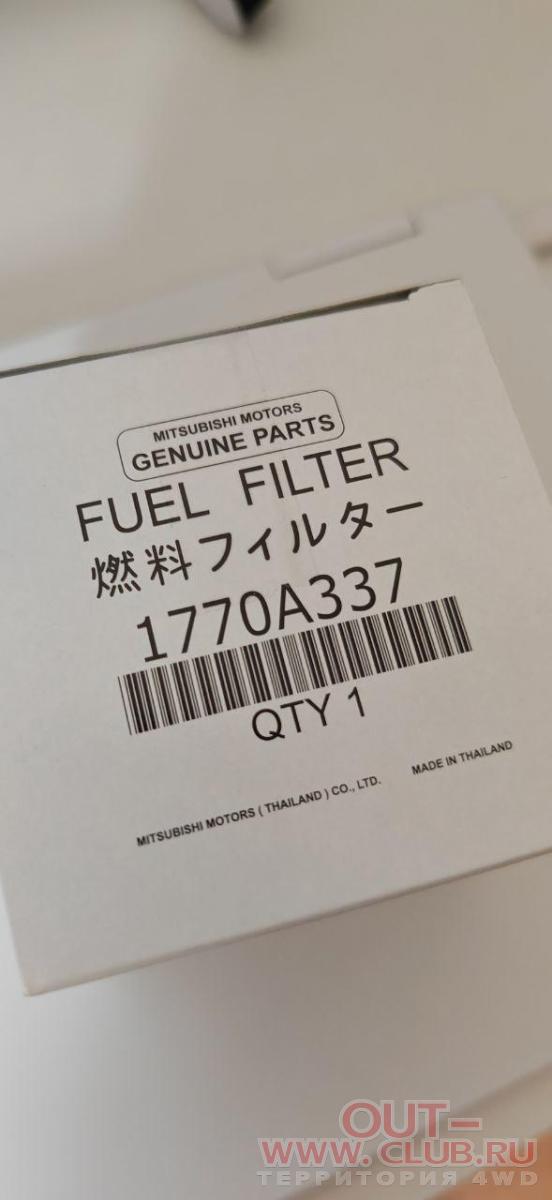 MITSUBISHI MOTORS
GENUINE PARTS
FUEL FILTER
燃料フィルター
1770A337
QTY 1
MITSUBISHI MOTORS ( THAILAND ) CO., LTD. MADE IN THAILAND
OUT-
WWW.CLUB.RU
ТЕРРИТОРИЯ 4WD